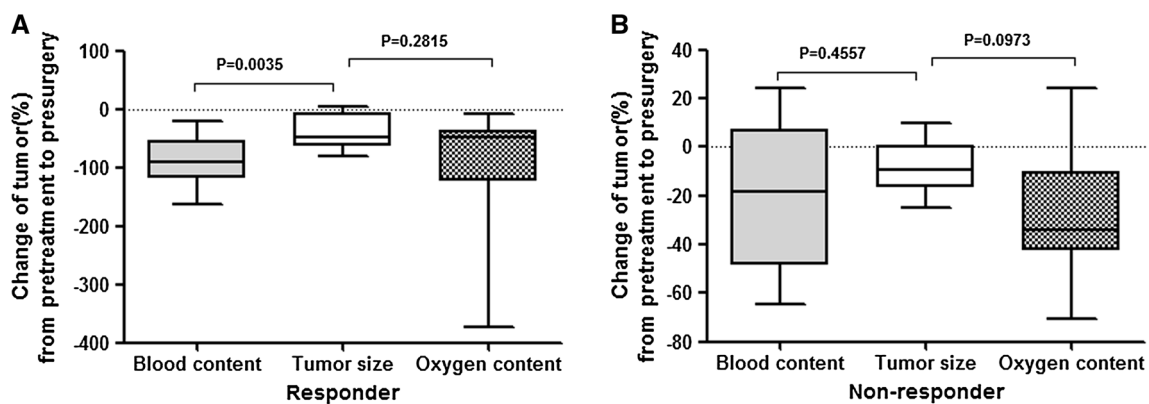 A
Change of tumor(%)
from pretreatment to presurgery
100
0
-100
-200
-300
-400
P=0.0035
P=0.2815
Blood content
Tumor size
Oxygen content
Responder
B
Change of tumor(%)
from pretreatment to presurgery
40
20
0
-20
-40
-60
-80
P=0.4557
P=0.0973
Blood content
Tumor size
Oxygen content
Non-responder